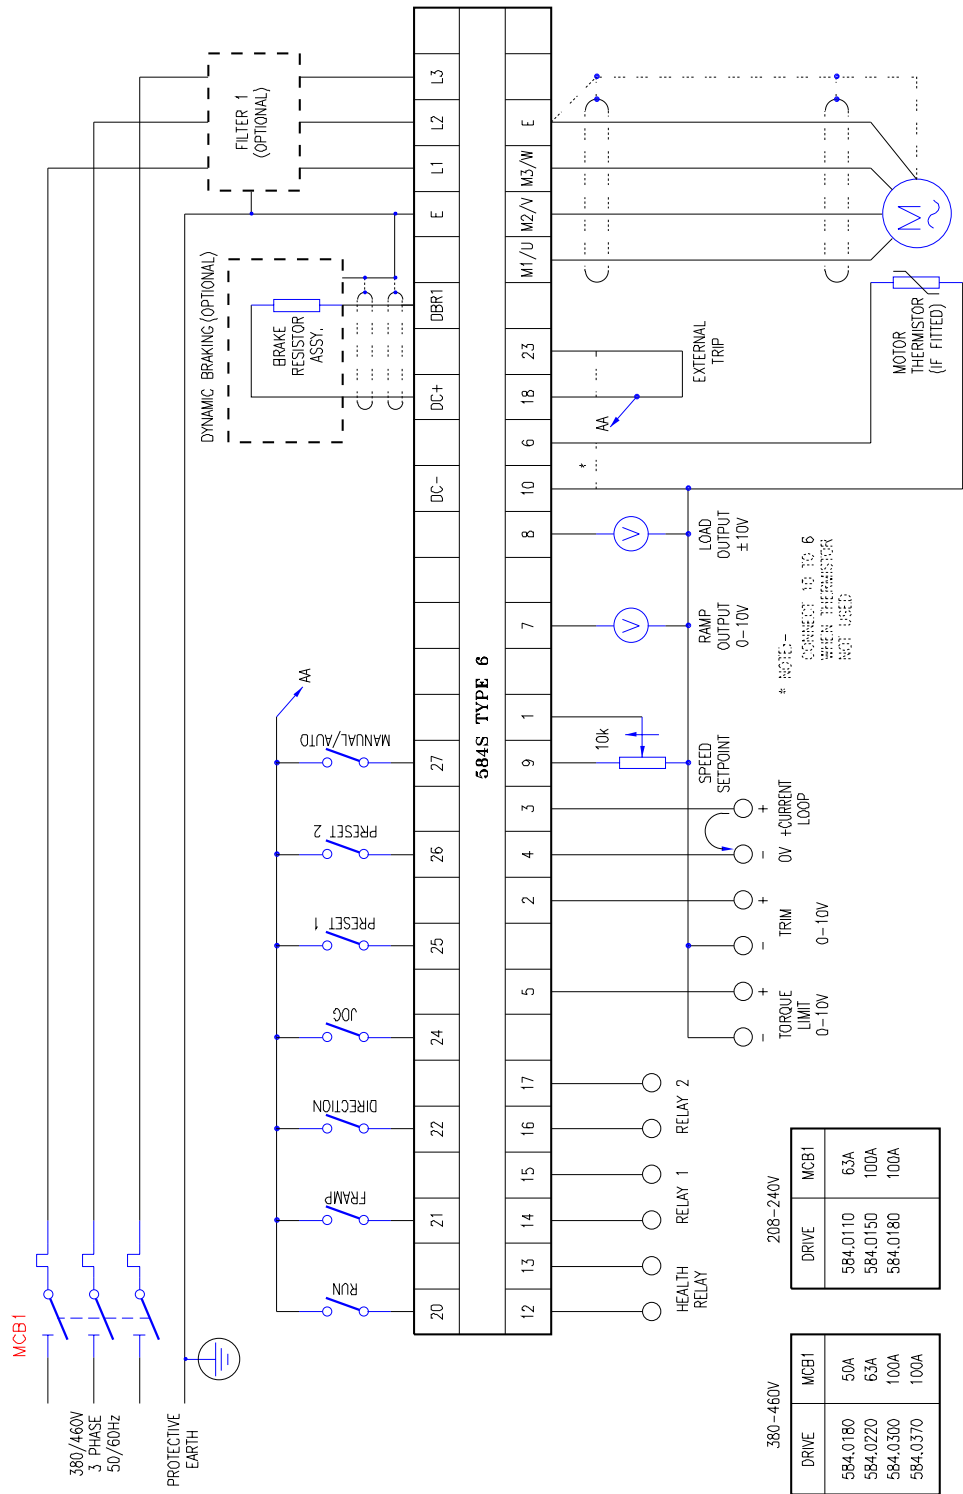 MCB1
380/460V
3 PHASE
50/60Hz
PROTECTIVE
EARTH
FILTER 1
(OPTIONAL)
DYNAMIC BRAKING (OPTIONAL)
BRAKE
RESISTOR
ASSY.
RUN
FRAMP
DIRECTION
JOG
PRESET 1
PRESET 2
MANUAL/AUTO
AA
20
21
22
24
25
26
27
DC-
DC+
DBR1
E
L1
L2
L3
584S TYPE 6
12
13
14
15
16
17
5
2
4
3
9
1
7
8
10
6
18
23
M1/U
M2/V
M3/W
E
HEALTH
RELAY
RELAY 1
RELAY 2
- +
TORQUE
LIMIT
0-10V
- +
TRIM
0-10V
- +
0V +CURRENT
LOOP
10k
SPEED
SETPOINT
V
RAMP
OUTPUT
0-10V
V
LOAD
OUTPUT
±10V
*
AA
EXTERNAL
TRIP
M
MOTOR
THERMISTOR
(IF FITTED)
* NOTE:-
CONNECT 10 TO 6
WHEN THERMISTOR
NOT USED
380-460V
DRIVE MCB1
584.0180 50A
584.0220 63A
584.0300 100A
584.0370 100A
208-240V
DRIVE MCB1
584.0110 63A
584.0150 100A
584.0180 100A